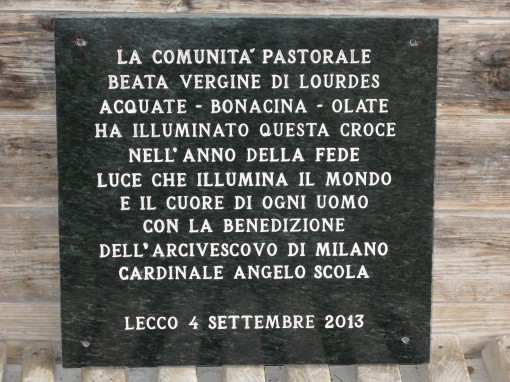 LA COMUNITA´ PASTORALE
BEATA VERGINE DI LOURDES
ACQUATE - BONACINA - OLATE
HA ILLUMINATO QUESTA CROCE
NELL'ANNO DELLA FEDE
LUCE CHE ILLUMINA IL MONDO
E IL CUORE DI OGNI UOMO
CON LA BENEDIZIONE
DELL'ARCIVESCOVO DI MILANO
CARDINALE ANGELO SCOLA
LECCO 4 SETTEMBRE 2013